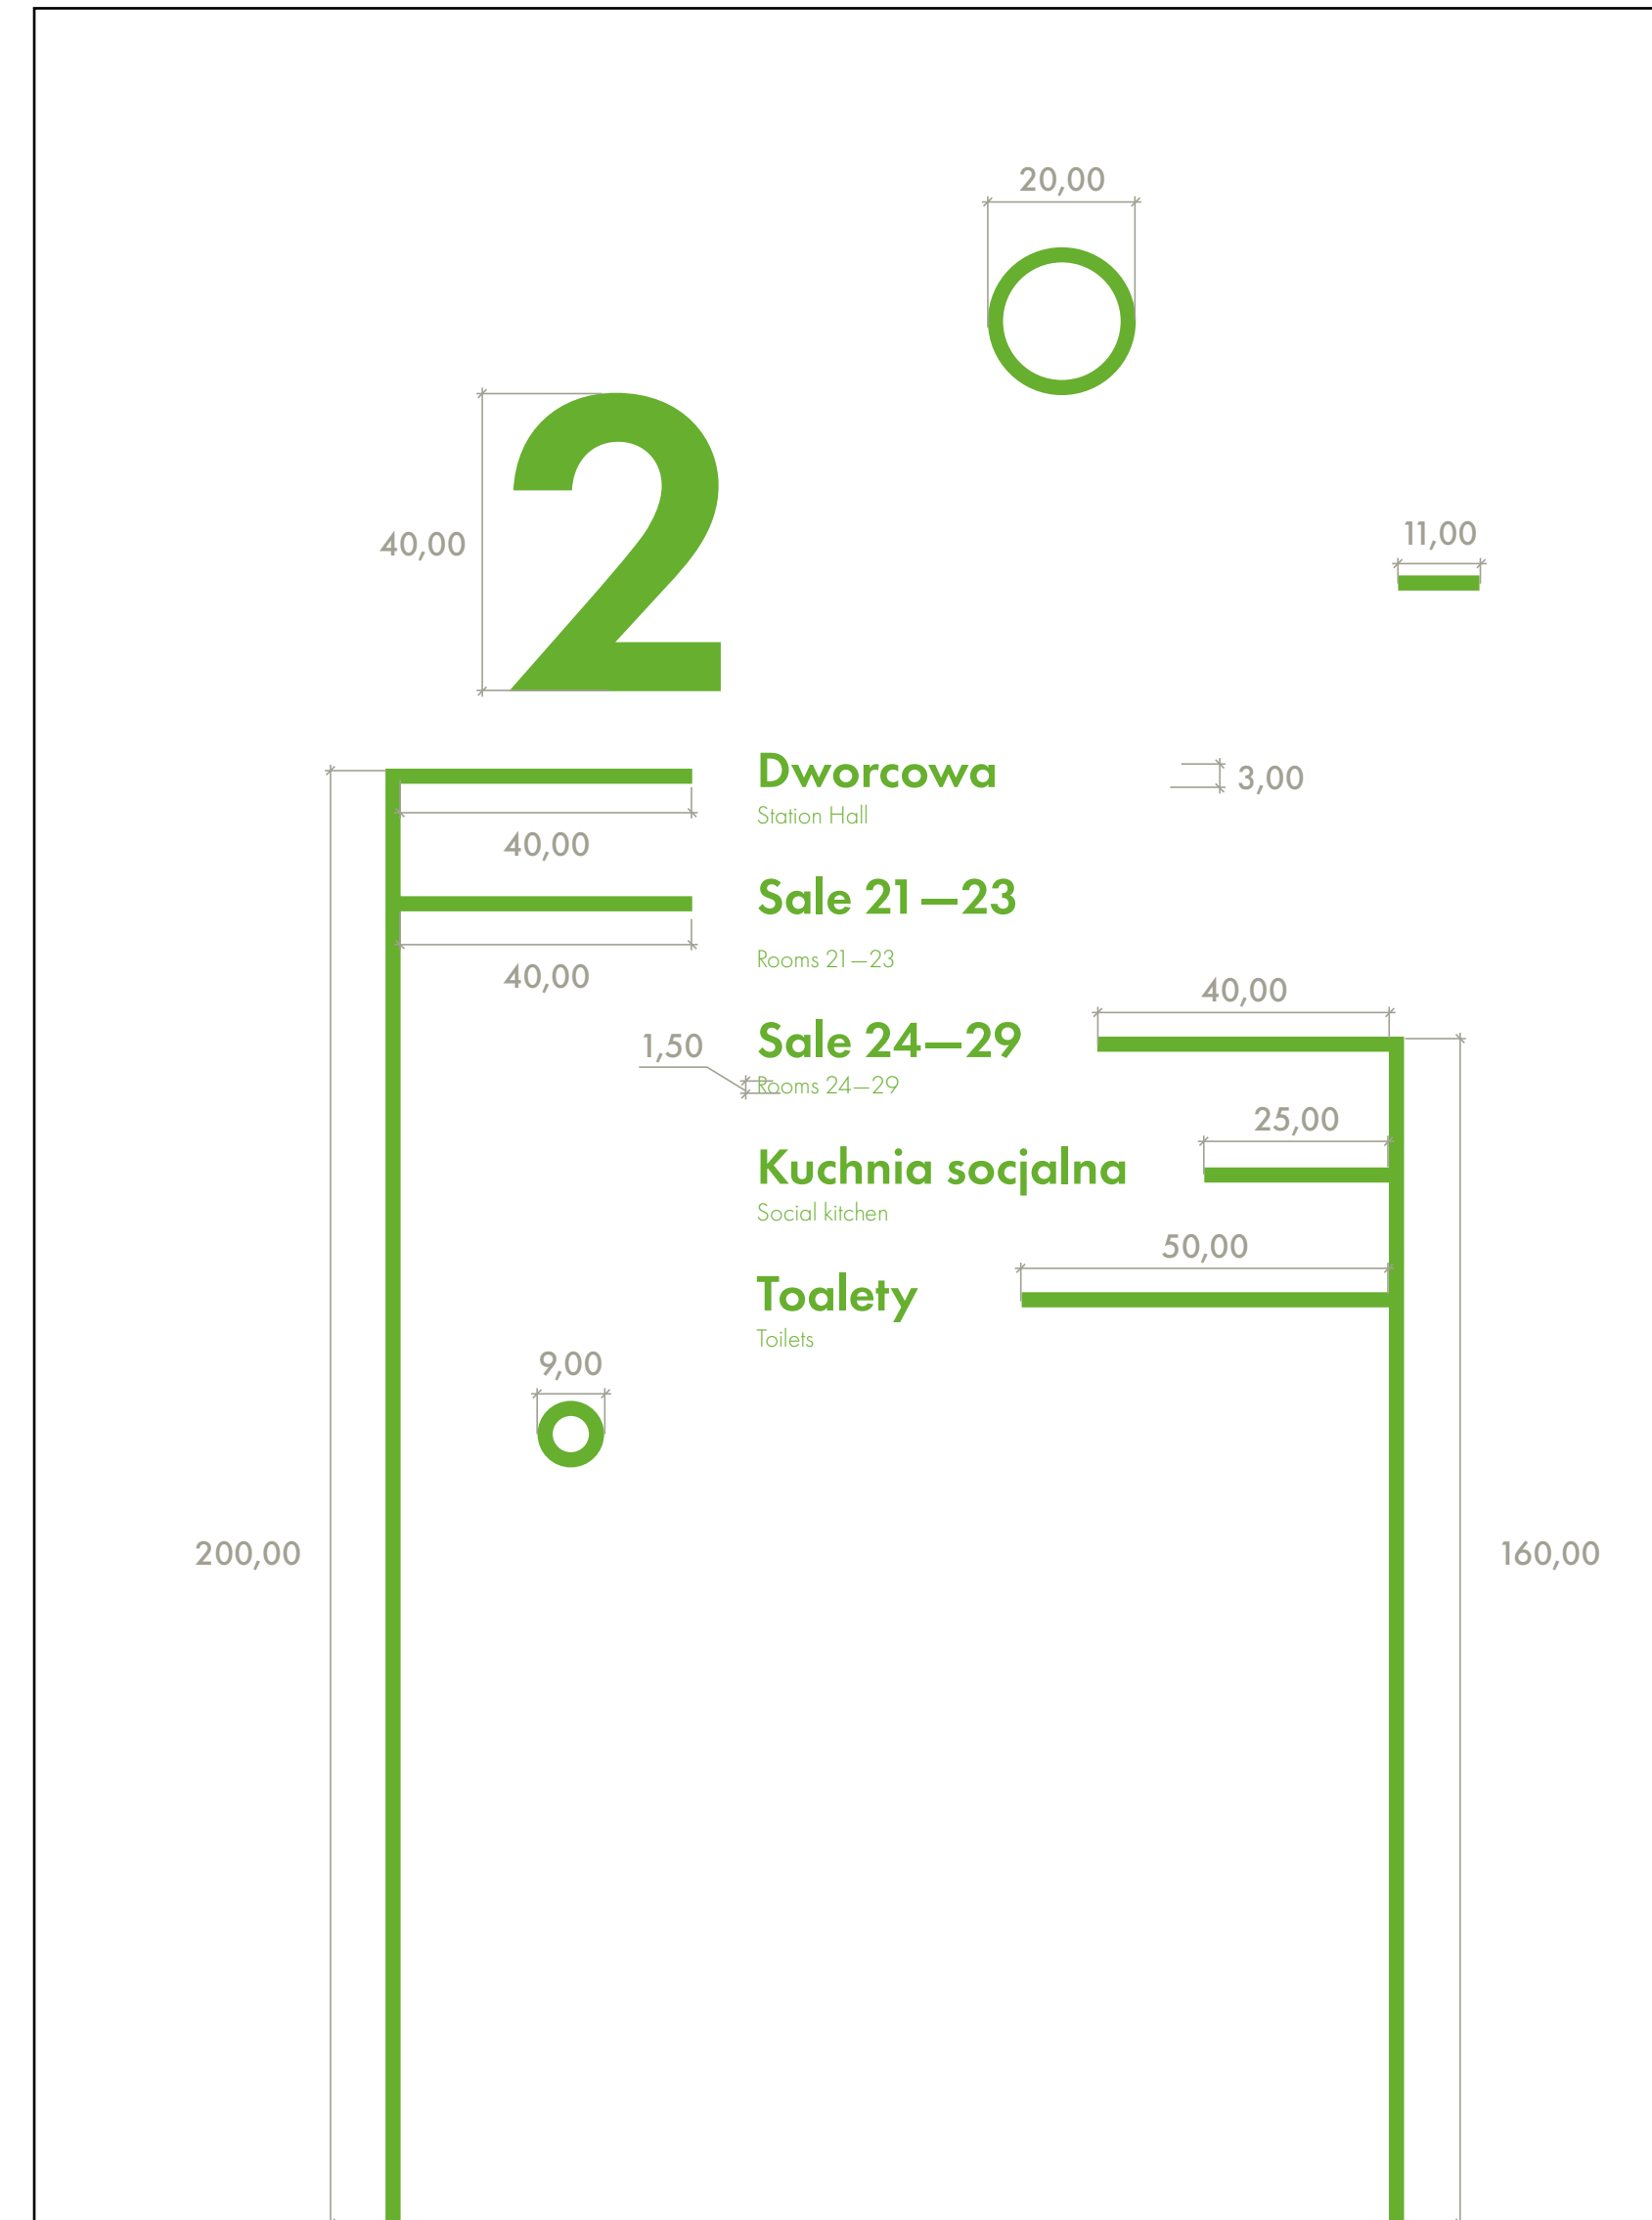 20,00
2
40,00
11,00
Dworcowa
Station Hall
3,00
40,00
Sale 21—23
Rooms 21—23
40,00
40,00
Sale 24—29
Rooms 24—29
1,50
25,00
Kuchnia socjalna
Social kitchen
50,00
Toalety
Toilets
9,00
200,00
160,00